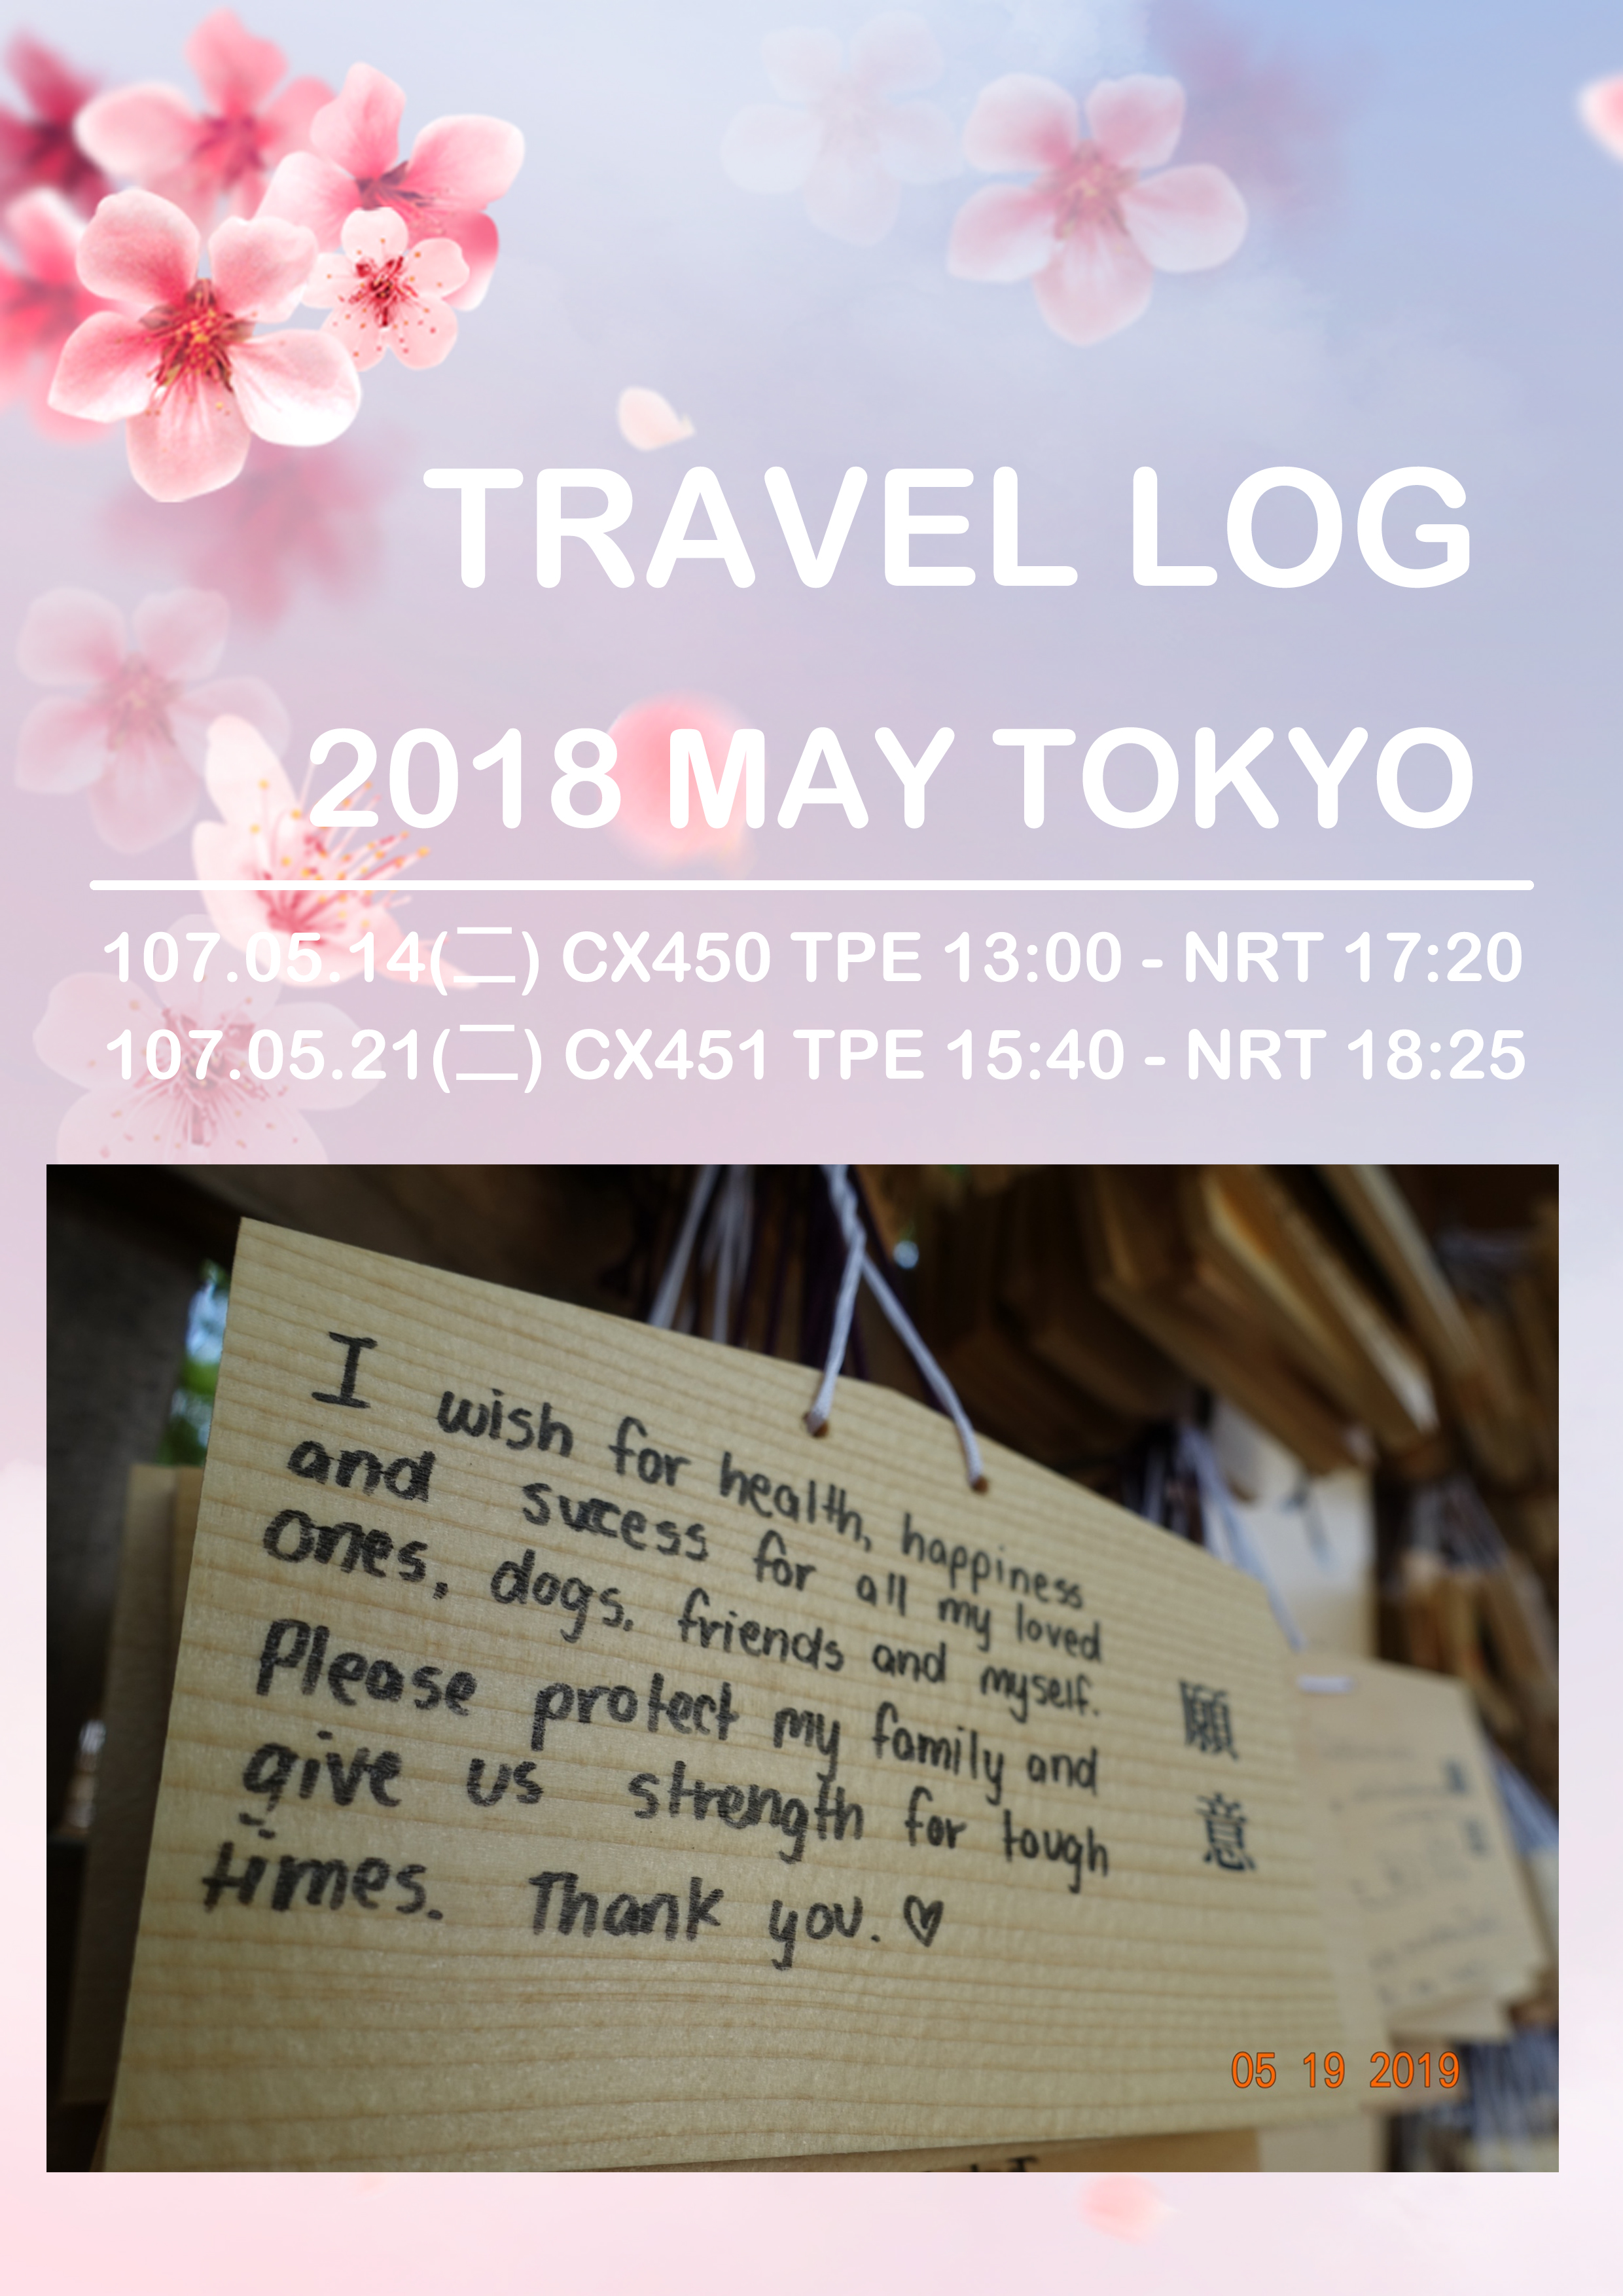 TRAVEL LOG
2018 MAY TOKYO
107.05.14(二) CX450 TPE 13:00 - NRT 17:20
107.05.21(二) CX451 TPE 15:40 - NRT 18:25
I wish for health, happiness
and success for all my loved
ones, dogs, friends and myself.
Please protect my family and
give us strength for tough
times. Thank you. ♡
願
意
05 19 2019